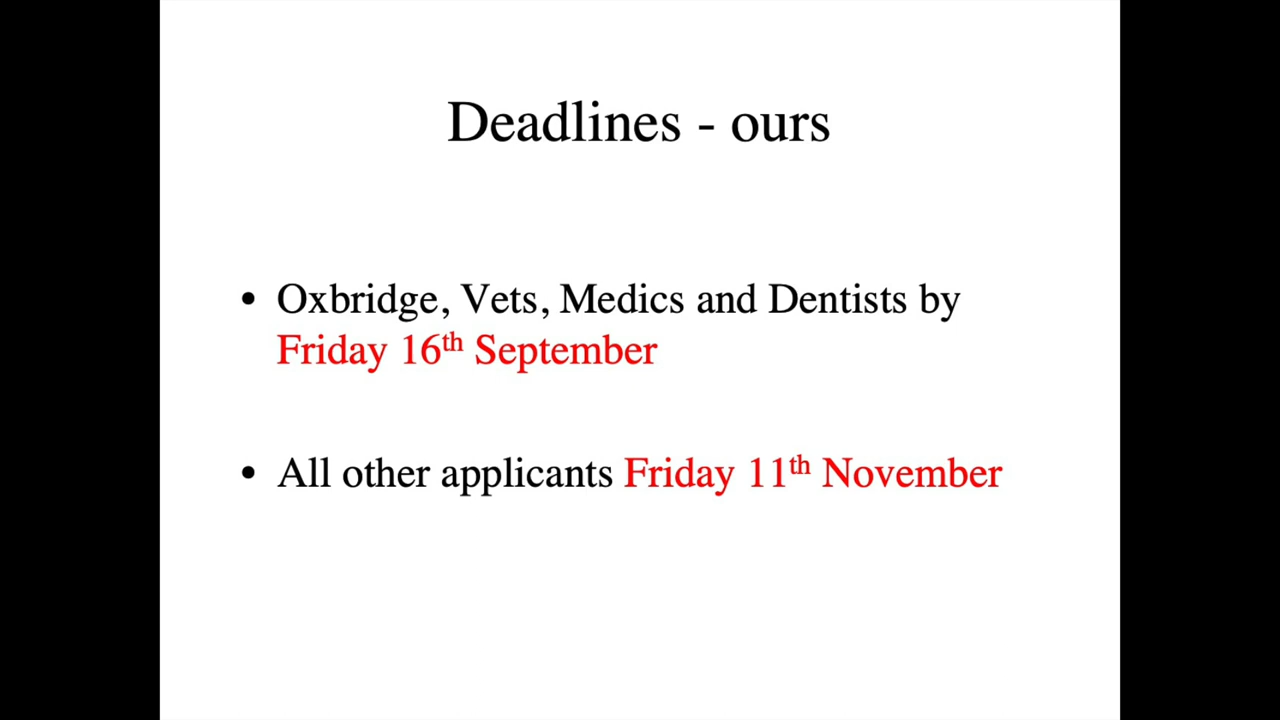 Deadlines - ours
• Oxbridge, Vets, Medics and Dentists by
Friday 16th September
• All other applicants Friday 11th November